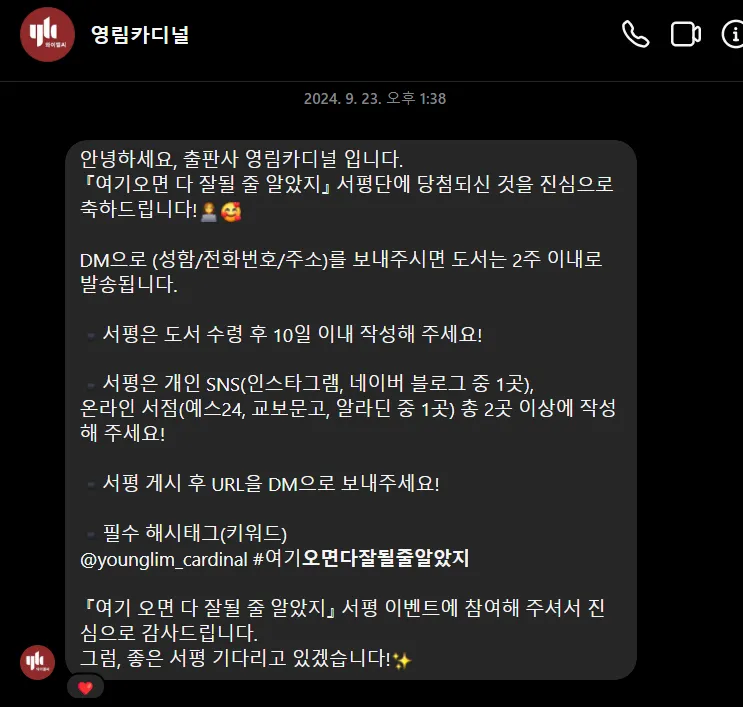 ylc
와이엘씨
영림카디널
2024. 9. 23. 오후 1:38
안녕하세요, 출판사 영림카디널 입니다.
『여기오면 다 잘될 줄 알았지』 서평단에 당첨되신 것을 진심으로
축하드립니다!👩‍💻🥰
DM으로 (성함/전화번호/주소)를 보내주시면 도서는 2주 이내로
발송됩니다.
▪️서평은 도서 수령 후 10일 이내 작성해 주세요!
▪️서평은 개인 SNS(인스타그램, 네이버 블로그 중 1곳),
온라인 서점(예스24, 교보문고, 알라딘 중 1곳) 총 2곳 이상에 작성
해 주세요!
▪️서평 게시 후 URL을 DM으로 보내주세요!
▪️필수 해시태그(키워드)
@younglim_cardinal #여기오면다잘될줄알았지
『여기 오면 다 잘될 줄 알았지』 서평 이벤트에 참여해 주셔서 진
심으로 감사드립니다.
그럼, 좋은 서평 기다리고 있겠습니다!✨
ylc
와이엘씨
❤️